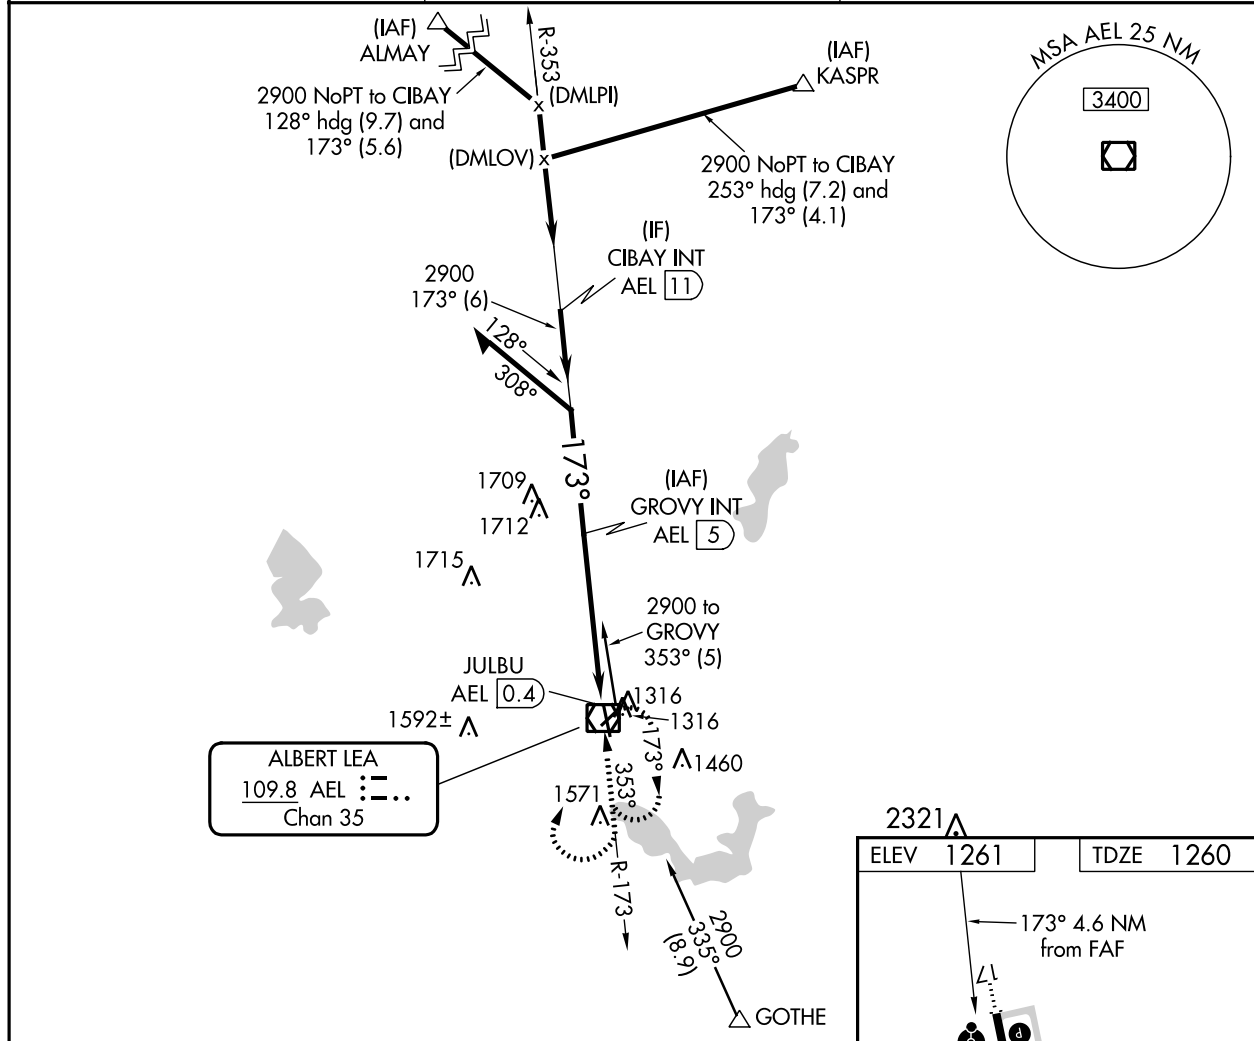 (IAF)
ALMAY
R-353
(IAF)
KASPR
MSA AEL 25 NM
3400
2900 NoPT to CIBAY
128° hdg (9.7) and
173° (5.6)
(DMLPI)
(DMLOV)
2900 NoPT to CIBAY
253° hdg (7.2) and
173° (4.1)
(IF)
CIBAY INT
AEL 11
2900
173° (6)
128°
308°
173°
1709
1712
(IAF)
GROVY INT
AEL 5
1715
2900 to
GROVY
353° (5)
JULBU
AEL 0.4
1316
1316
1592±
173°
1460
353°
ALBERT LEA
109.8 AEL
Chan 35
1571
R-173
2900
335°
(8.9)
GOTHE
2321
ELEV 1261
TDZE 1260
173° 4.6 NM
from FAF
17
P